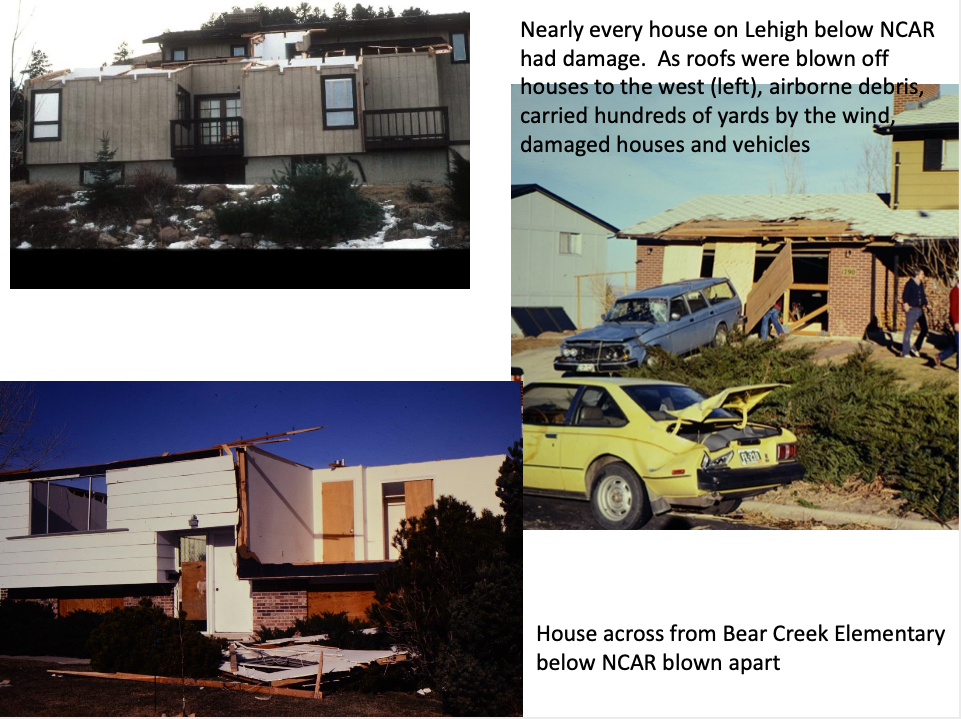 Nearly every house on Lehigh below NCAR
had damage.  As roofs were blown off
houses to the west (left), airborne debris,
carried hundreds of yards by the wind,
damaged houses and vehicles
House across from Bear Creek Elementary
below NCAR blown apart